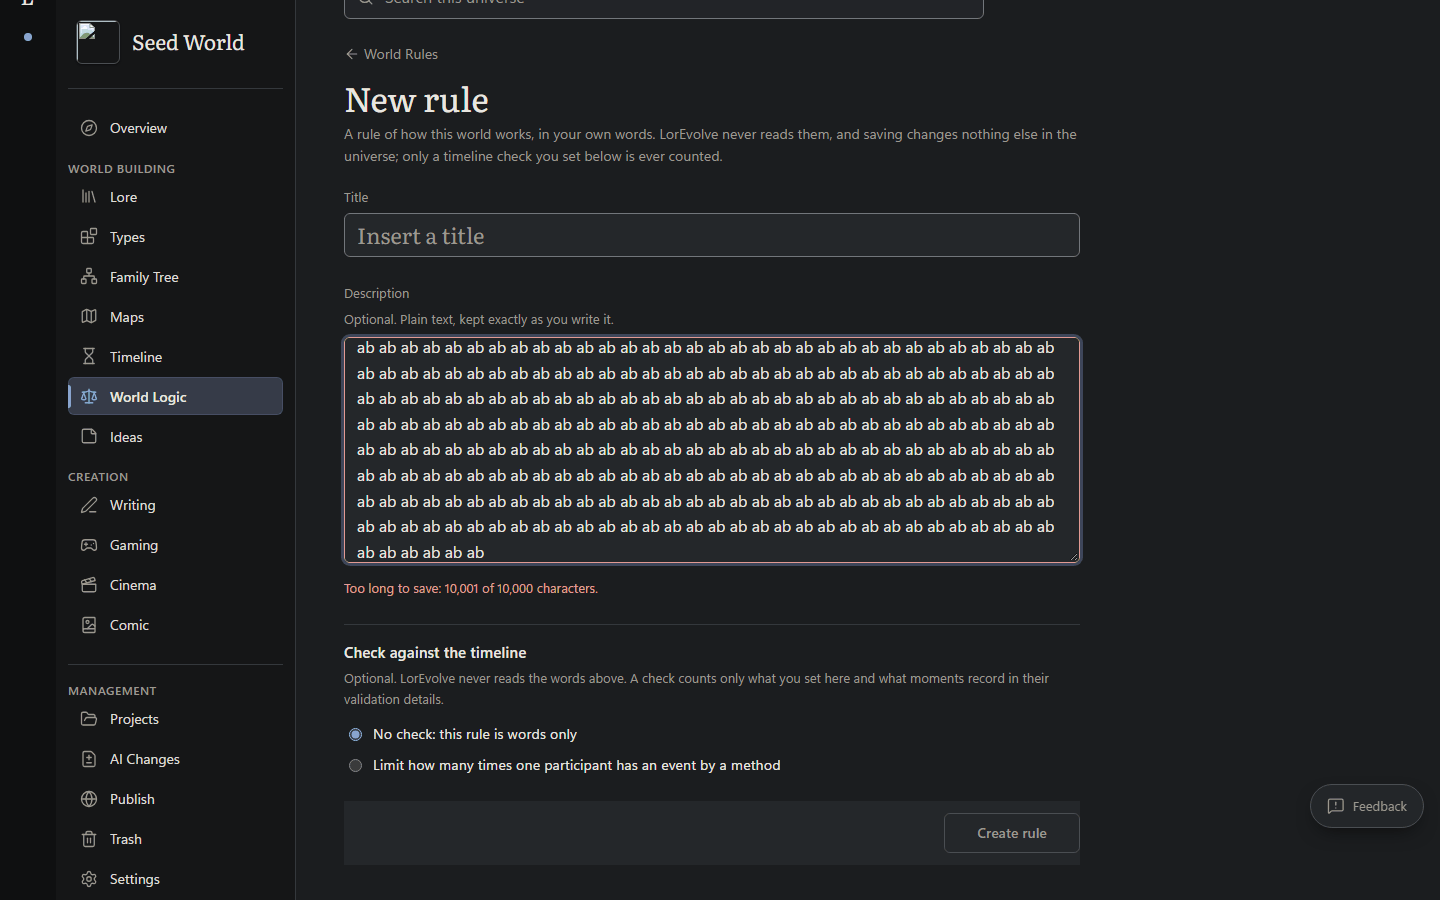 Seed World
Overview
WORLD BUILDING
Lore
Types
Family Tree
Maps
Timeline
World Logic
Ideas
CREATION
Writing
Gaming
Cinema
Comic
MANAGEMENT
Projects
AI Changes
Publish
Trash
Settings
Search this universe
← World Rules
New rule
A rule of how this world works, in your own words. LorEvolve never reads them, and saving changes nothing else in the
universe; only a timeline check you set below is ever counted.
Title
Insert a title
Description
Optional. Plain text, kept exactly as you write it.
ab ab ab ab ab ab ab ab ab ab ab ab ab ab ab ab ab ab ab ab ab ab ab ab ab ab ab ab ab ab ab ab
ab ab ab ab ab ab ab ab ab ab ab ab ab ab ab ab ab ab ab ab ab ab ab ab ab ab ab ab ab ab ab ab
ab ab ab ab ab ab ab ab ab ab ab ab ab ab ab ab ab ab ab ab ab ab ab ab ab ab ab ab ab ab ab ab
ab ab ab ab ab ab ab ab ab ab ab ab ab ab ab ab ab ab ab ab ab ab ab ab ab ab ab ab ab ab ab ab
ab ab ab ab ab ab ab ab ab ab ab ab ab ab ab ab ab ab ab ab ab ab ab ab ab ab ab ab ab ab ab ab
ab ab ab ab ab ab ab ab ab ab ab ab ab ab ab ab ab ab ab ab ab ab ab ab ab ab ab ab ab ab ab ab
ab ab ab ab ab ab ab ab ab ab ab ab ab ab ab ab ab ab ab ab ab ab ab ab ab ab ab ab ab ab ab ab
ab ab ab ab ab ab ab ab ab ab ab ab ab ab ab ab ab ab ab ab ab ab ab ab ab ab ab ab ab ab ab ab
ab ab ab ab ab ab
Too long to save: 10,001 of 10,000 characters.
Check against the timeline
Optional. LorEvolve never reads the words above. A check counts only what you set here and what moments record in their
validation details.
No check: this rule is words only
Limit how many times one participant has an event by a method
Create rule
Feedback